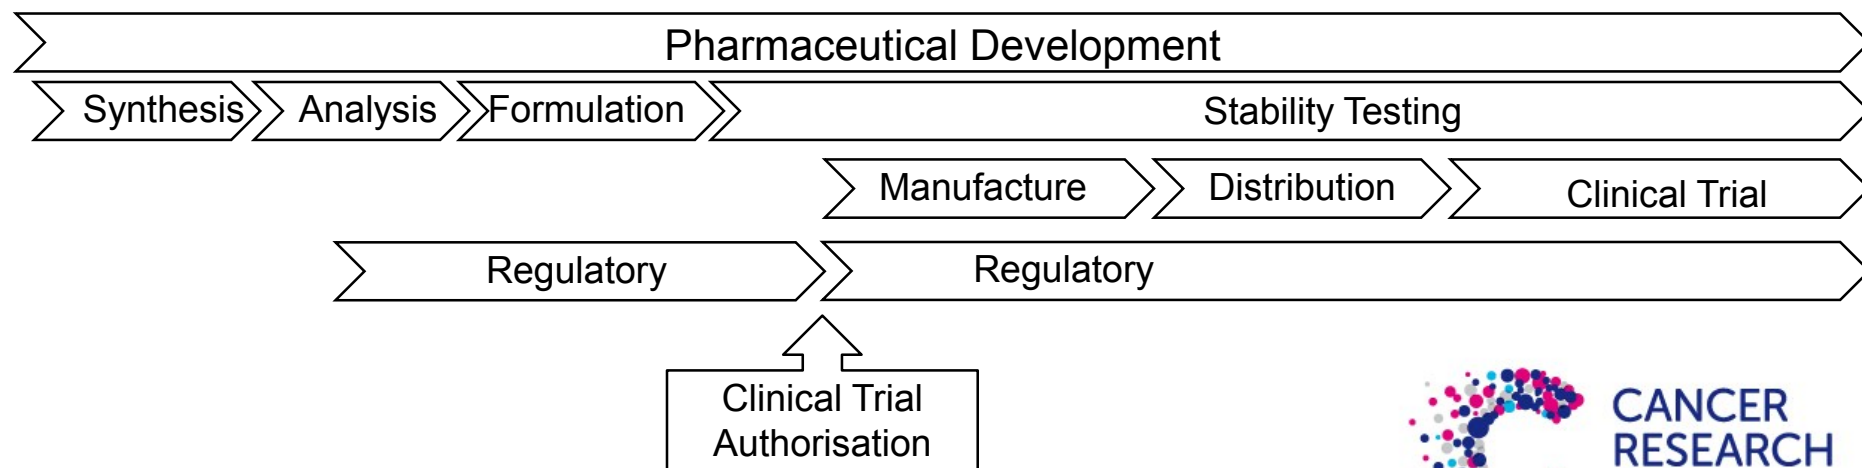 Pharmaceutical Development
Synthesis Analysis Formulation Stability Testing
Manufacture Distribution Clinical Trial
Regulatory Regulatory
Clinical Trial
Authorisation
CANCER
RESEARCH